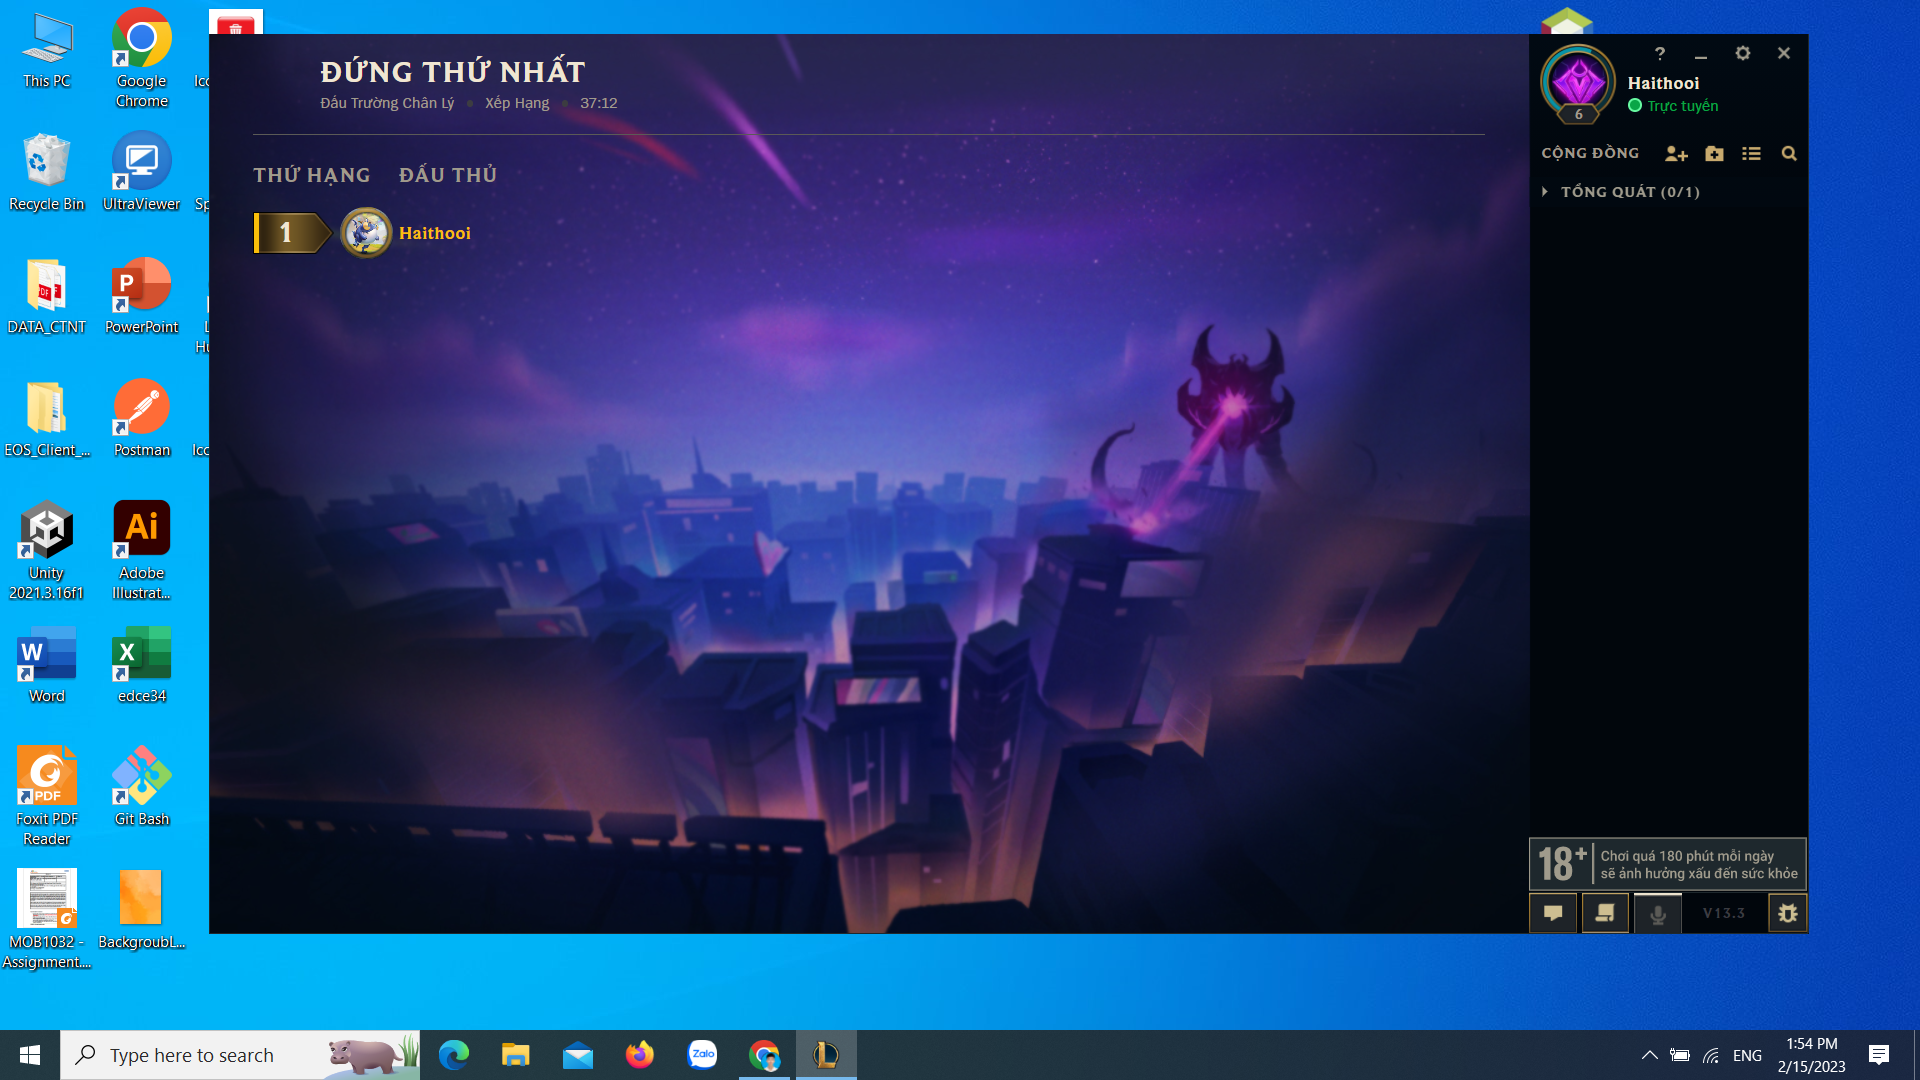 This PC
Google
Chrome
Recycle Bin
UltraViewer
DATA_CTNT
PowerPoint
EOS_Client_...
Postman
Unity
2021.3.16f1
Adobe
Illustrat...
Word
edce34
Foxit PDF
Reader
Git Bash
MOB1032 -
Assignment....
BackgroubL...
ĐỨNG THỨ NHẤT
Đấu Trường Chân Lý • Xếp Hạng • 37:12
THỨ HẠNG ĐẤU THỦ
1 Haithooi
?
Haithooi
Trực tuyến
6
CỘNG ĐỒNG
TỔNG QUÁT (0/1)
18+
Chơi quá 180 phút mỗi ngày
sẽ ảnh hưởng xấu đến sức khỏe
V13.3
Type here to search
Zalo
ENG
1:54 PM
2/15/2023